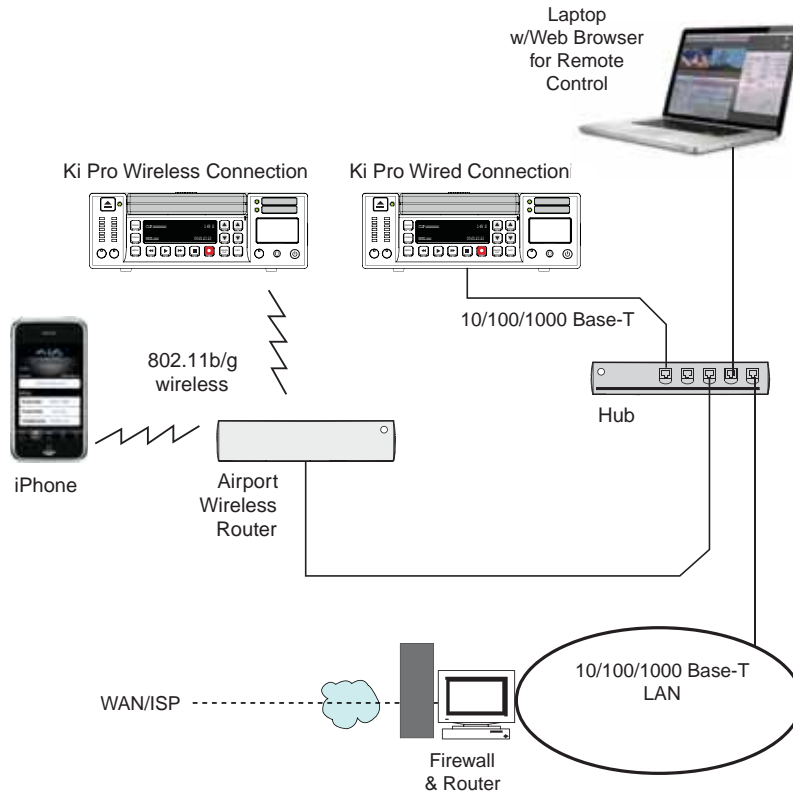 Laptop
w/Web Browser
for Remote
Control
Ki Pro Wireless Connection
Ki Pro Wired Connection
10/100/1000 Base-T
802.11b/g
wireless
Hub
iPhone
Airport
Wireless
Router
10/100/1000 Base-T
LAN
WAN/ISP
Firewall
& Router